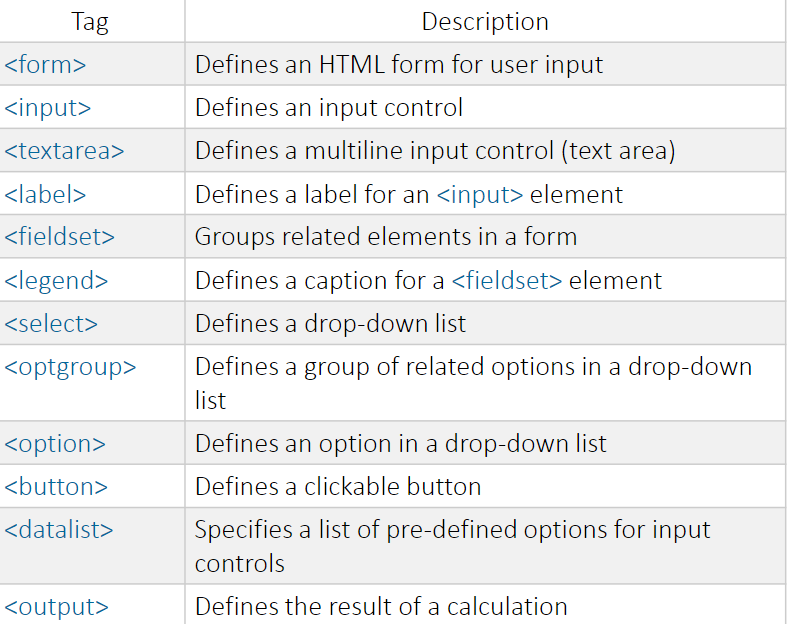 Tag Description
<form> Defines an HTML form for user input
<input> Defines an input control
<textarea> Defines a multiline input control (text area)
<label> Defines a label for an <input> element
<fieldset> Groups related elements in a form
<legend> Defines a caption for a <fieldset> element
<select> Defines a drop-down list
<optgroup> Defines a group of related options in a drop-down
list
<option> Defines an option in a drop-down list
<button> Defines a clickable button
<datalist> Specifies a list of pre-defined options for input
controls
<output> Defines the result of a calculation